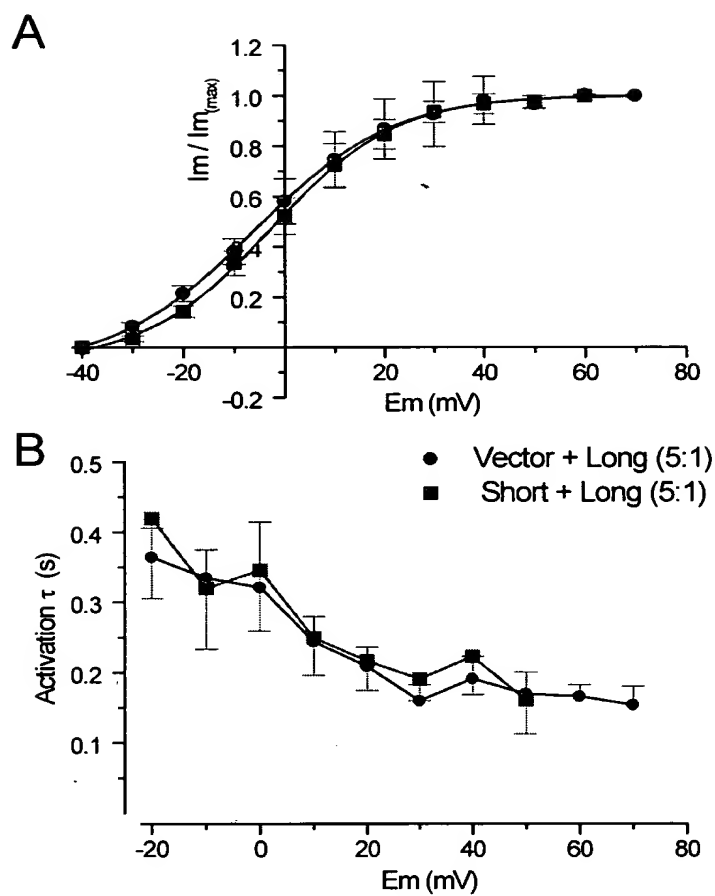 A
1.2
1.0
0.8
0.6
.4
0.2
-0.2
Im / Im(max)
-40 -20 20 40 60 80
Em (mV)
B
Vector + Long (5:1)
Short + Long (5:1)
0.5
0.4
0.3
0.2
0.1
Activation τ (s)
-20 0 20 40 60 80
Em (mV)